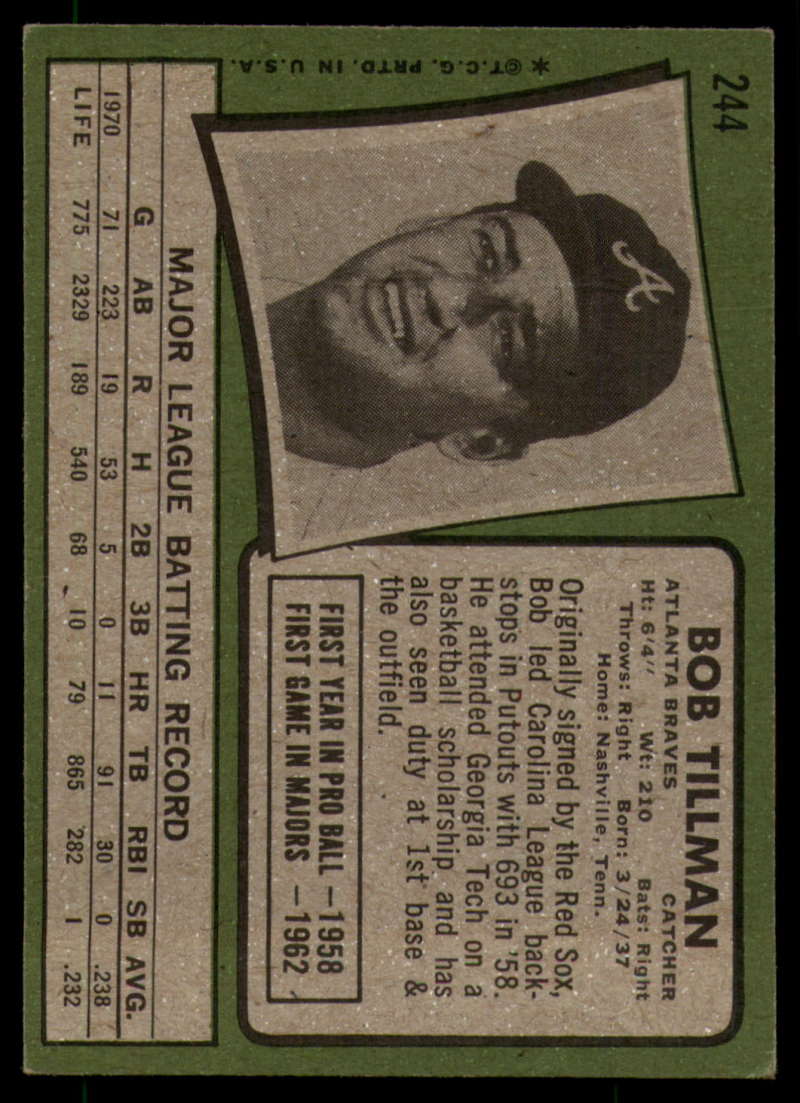 244
BOB TILLMAN
ATLANTA BRAVES CATCHER
Ht: 6'4" Wt: 210 Bats: Right
Throws: Right Born: 3/24/37
Home: Nashville, Tenn.
Originally signed by the Red Sox,
Bob led Carolina League back-
stops in Putouts with 693 in '58.
He attended Georgia Tech on a
basketball scholarship and has
also seen duty at 1st base &
the outfield.
FIRST YEAR IN PRO BALL—1958
FIRST GAME IN MAJORS —1962
A
MAJOR LEAGUE BATTING RECORD
G AB R H 2B 3B HR TB RBI SB AVG.
1970 71 223 19 53 5 0 11 91 30 0 .238
LIFE 775 2329 189 540 68 10 79 865 282 1 .232
* © T.C.G. PRTD. IN U.S.A.